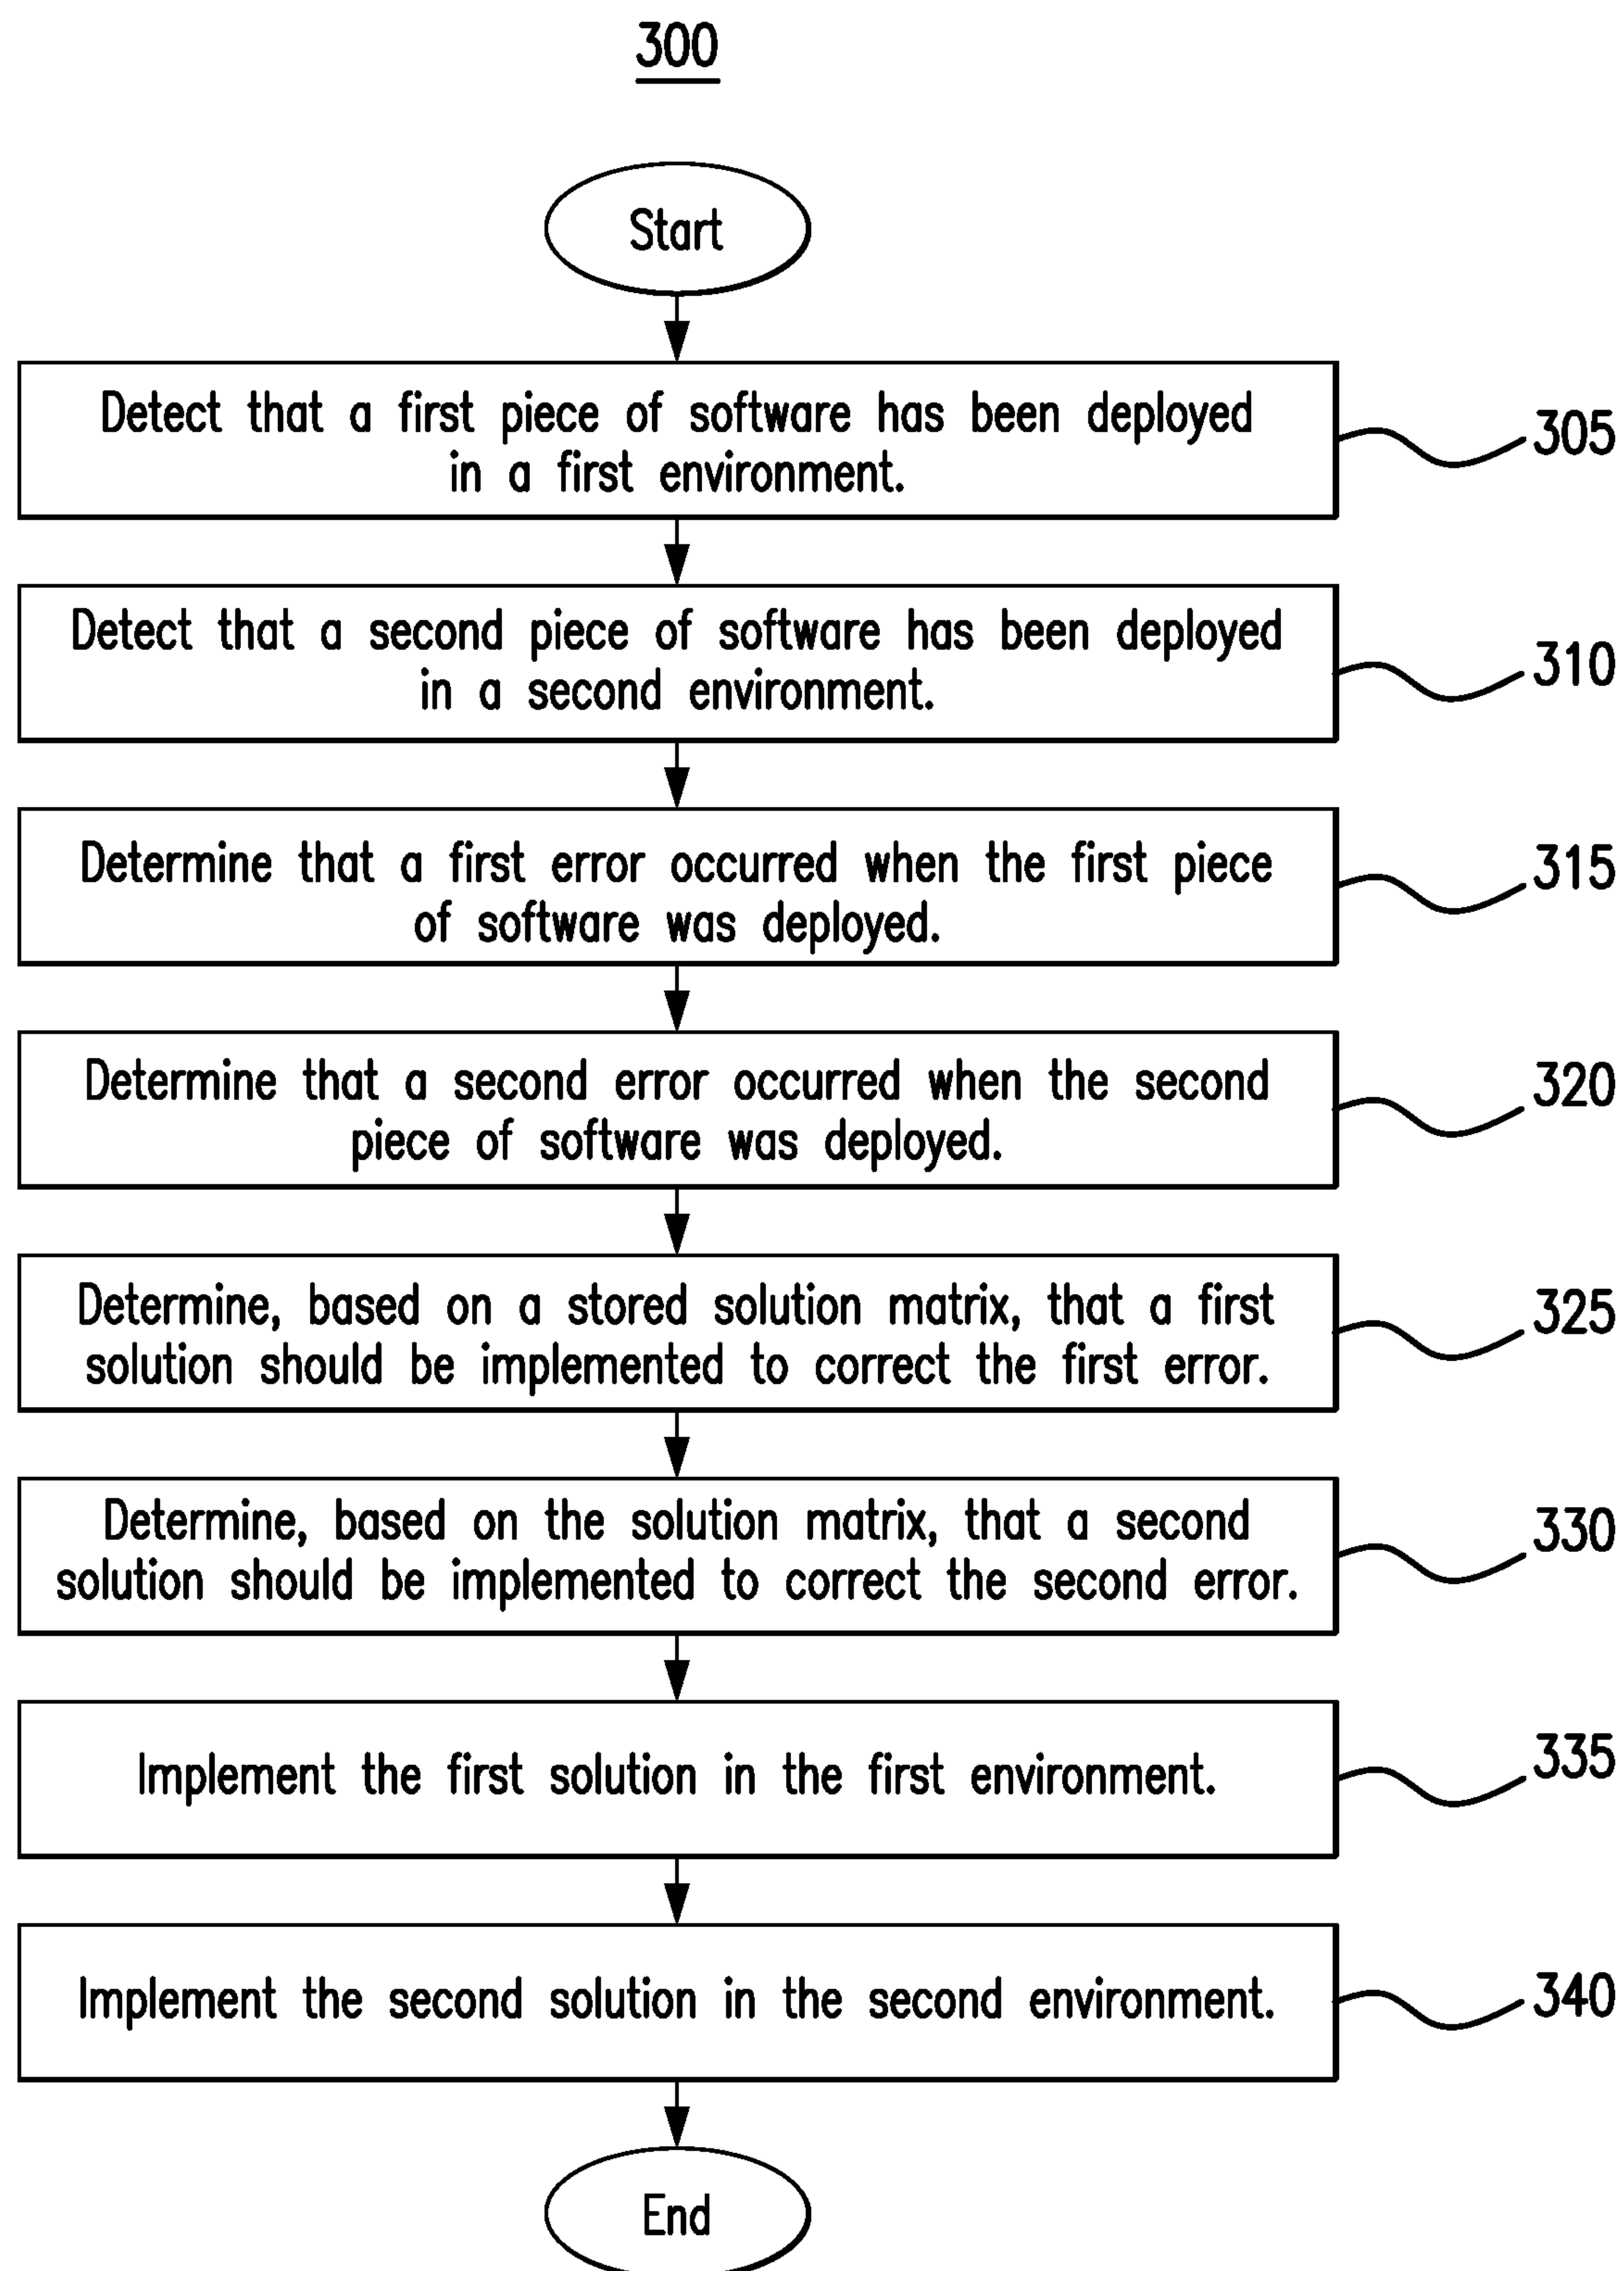 300
Start
Detect that a first piece of software has been deployed
in a first environment.
305
Detect that a second piece of software has been deployed
in a second environment.
310
Determine that a first error occurred when the first piece
of software was deployed.
315
Determine that a second error occurred when the second
piece of software was deployed.
320
Determine, based on a stored solution matrix, that a first
solution should be implemented to correct the first error.
325
Determine, based on the solution matrix, that a second
solution should be implemented to correct the second error.
330
Implement the first solution in the first environment.
335
Implement the second solution in the second environment.
340
End